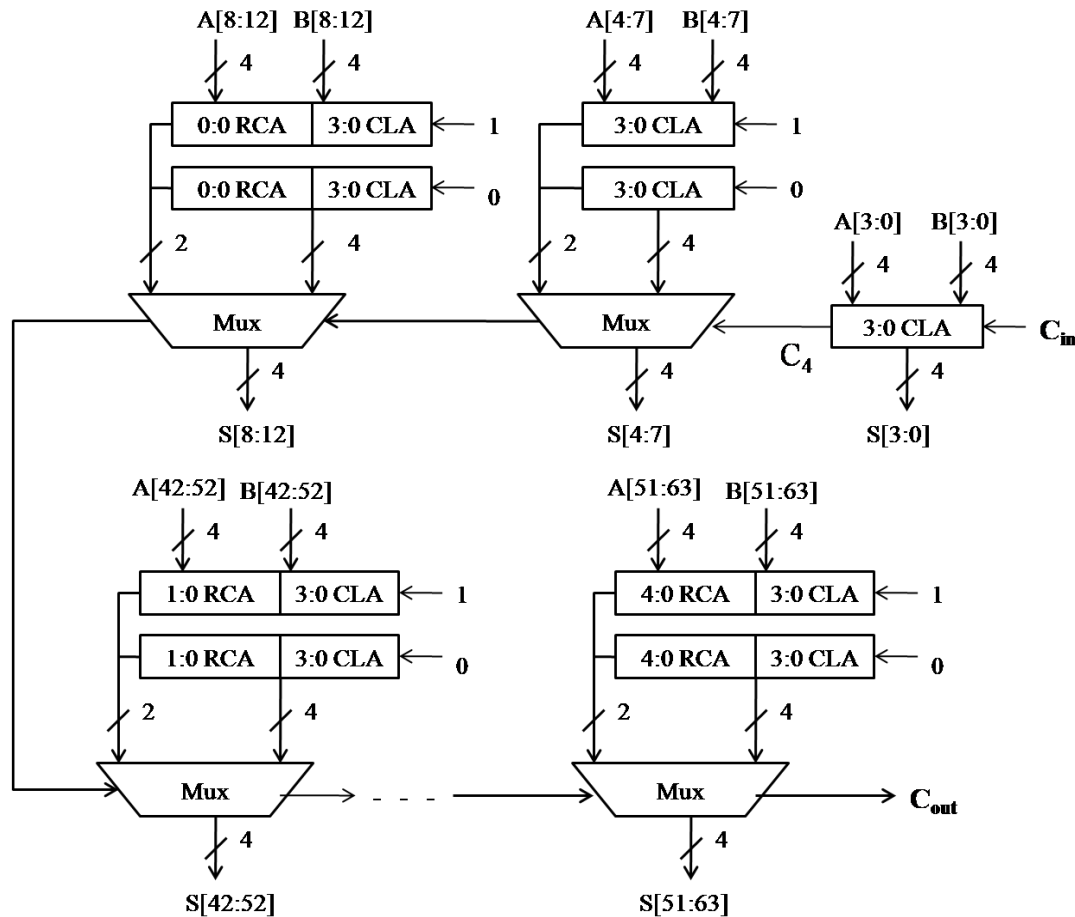 A[8:12] B[8:12] A[4:7] B[4:7]
4 4 4 4
0:0 RCA 3:0 CLA 1 3:0 CLA 1
0:0 RCA 3:0 CLA 0 3:0 CLA 0
A[3:0] B[3:0]
2 4 2 4 4 4
Mux Mux 3:0 CLA Cin
C4
4 4 4
S[8:12] S[4:7] S[3:0]
A[42:52] B[42:52] A[51:63] B[51:63]
4 4 4 4
1:0 RCA 3:0 CLA 1 4:0 RCA 3:0 CLA 1
1:0 RCA 3:0 CLA 0 4:0 RCA 3:0 CLA 0
2 4 2 4
Mux - - - Mux Cout
4 4
S[42:52] S[51:63]